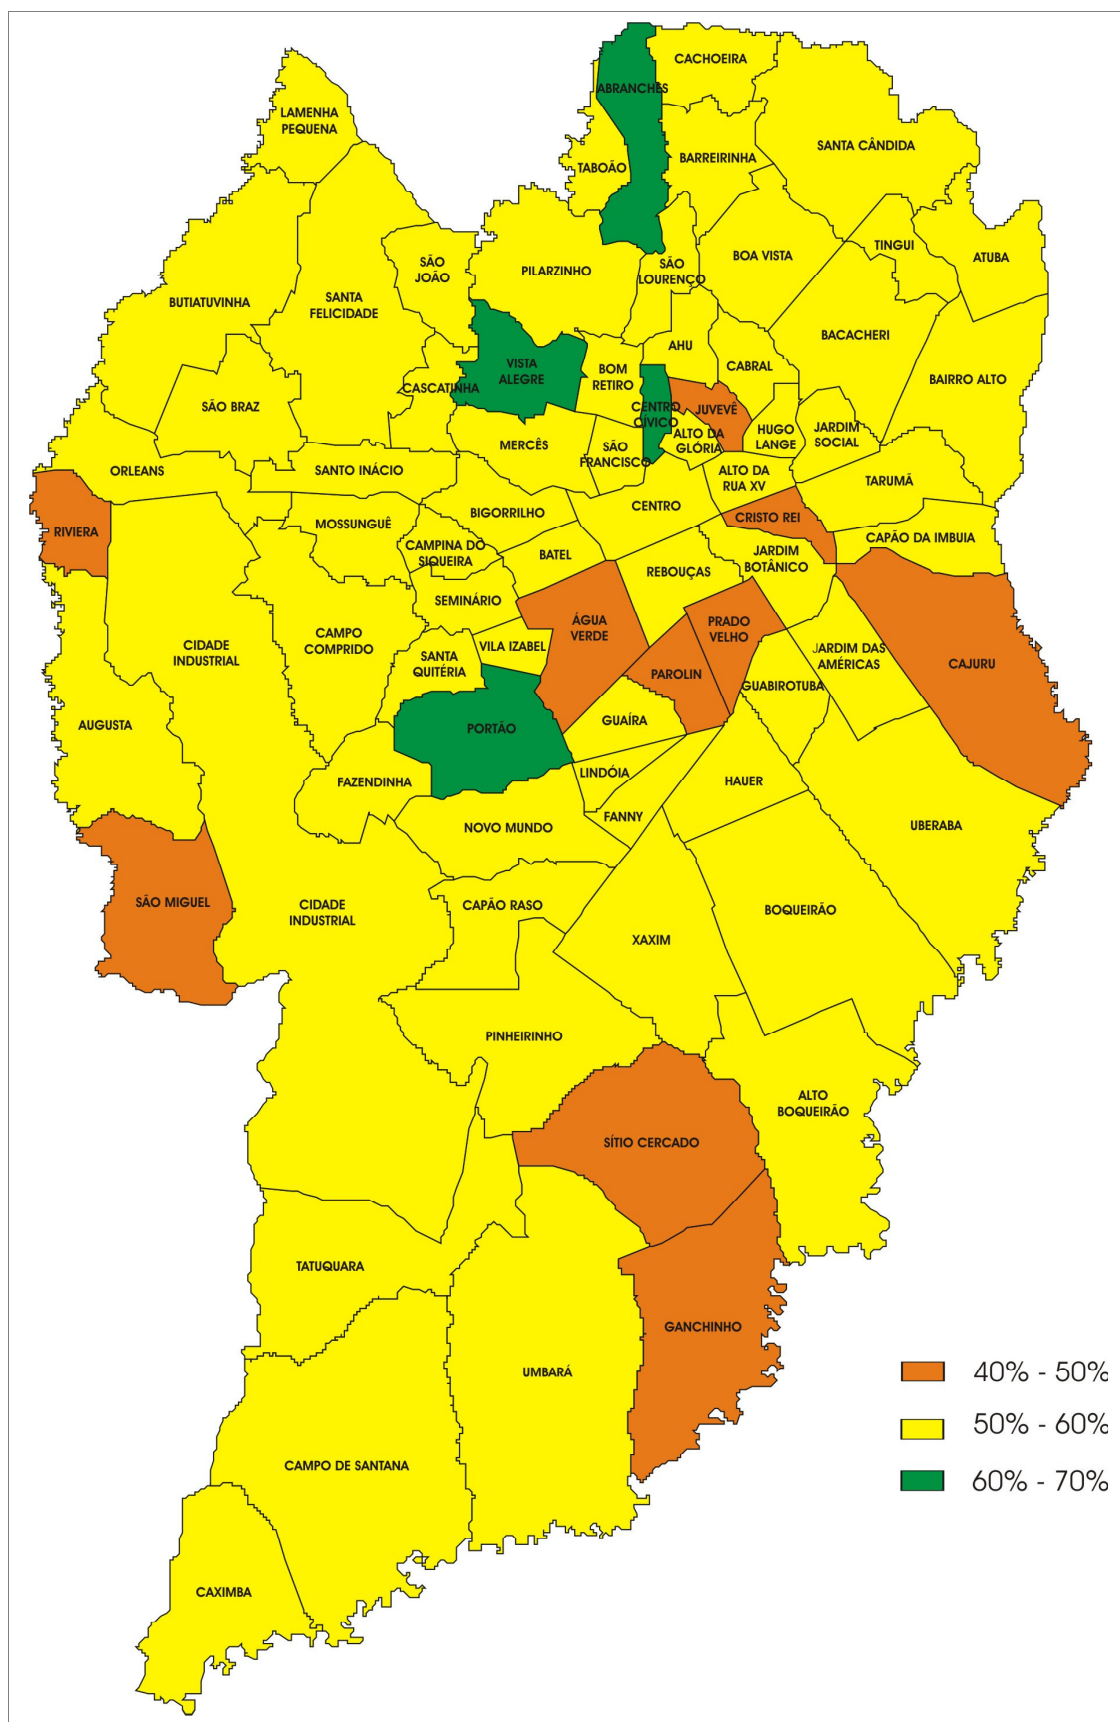 CACHOEIRA
ABRANCHES
LAMENHA
PEQUENA
SANTA CÂNDIDA
BARREIRINHA
TABOÃO
TINGUI
BOA VISTA
ATUBA
SÃO
JOÃO
PILARZINHO
SÃO
LOURENÇO
BUTIATUVINHA
SANTA
FELICIDADE
BACACHERI
AHU
CABRAL
VISTA
ALEGRE
BOM
RETIRO
BAIRRO ALTO
CASCATINHA
SÃO BRAZ
CENTRO
CÍVICO
JUVEVÊ
HUGO
LANGE
JARDIM
SOCIAL
ALTO DA
GLÓRIA
MERCÊS
SÃO
FRANCISCO
ORLEANS
SANTO INÁCIO
ALTO DA
RUA XV
TARUMÃ
BIGORRILHO
CENTRO
MOSSUNGUÊ
CRISTO REI
RIVIERA
CAPÃO DA IMBUIA
CAMPINA DO
SIQUEIRA
BATEL
JARDIM
BOTÂNICO
REBOUÇAS
SEMINÁRIO
ÁGUA
VERDE
PRADO
VELHO
CAMPO
COMPRIDO
CIDADE
INDUSTRIAL
VILA IZABEL
SANTA
QUITÉRIA
JARDIM DAS
AMÉRICAS
CAJURU
PAROLIN
GUABIROTUBA
AUGUSTA
PORTÃO
GUAÍRA
LINDÓIA
FAZENDINHA
HAUER
FANNY
NOVO MUNDO
UBERABA
SÃO MIGUEL
CIDADE
INDUSTRIAL
CAPÃO RASO
BOQUEIRÃO
XAXIM
PINHEIRINHO
ALTO
BOQUEIRÃO
SÍTIO CERCADO
TATUQUARA
GANCHINHO
UMBARÁ
40% - 50%
50% - 60%
60% - 70%
CAMPO DE SANTANA
CAXIMBA